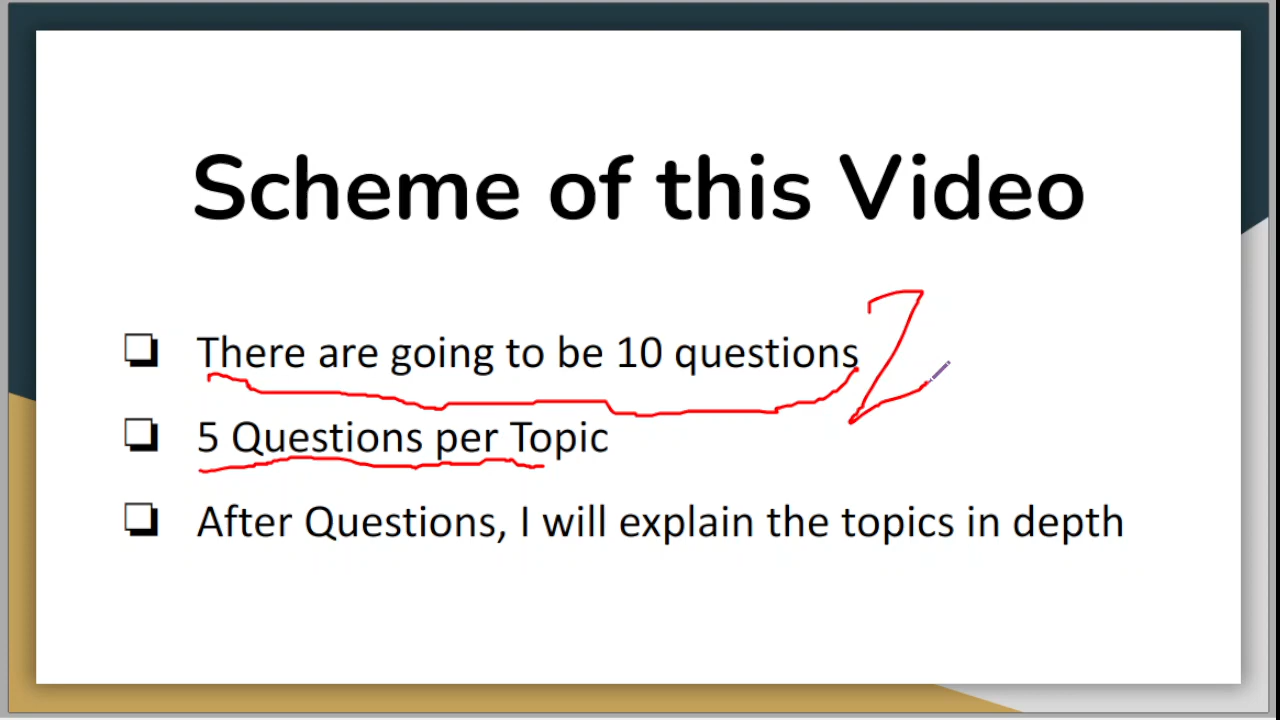 Scheme of this Video
There are going to be 10 questions
5 Questions per Topic
After Questions, I will explain the topics in depth